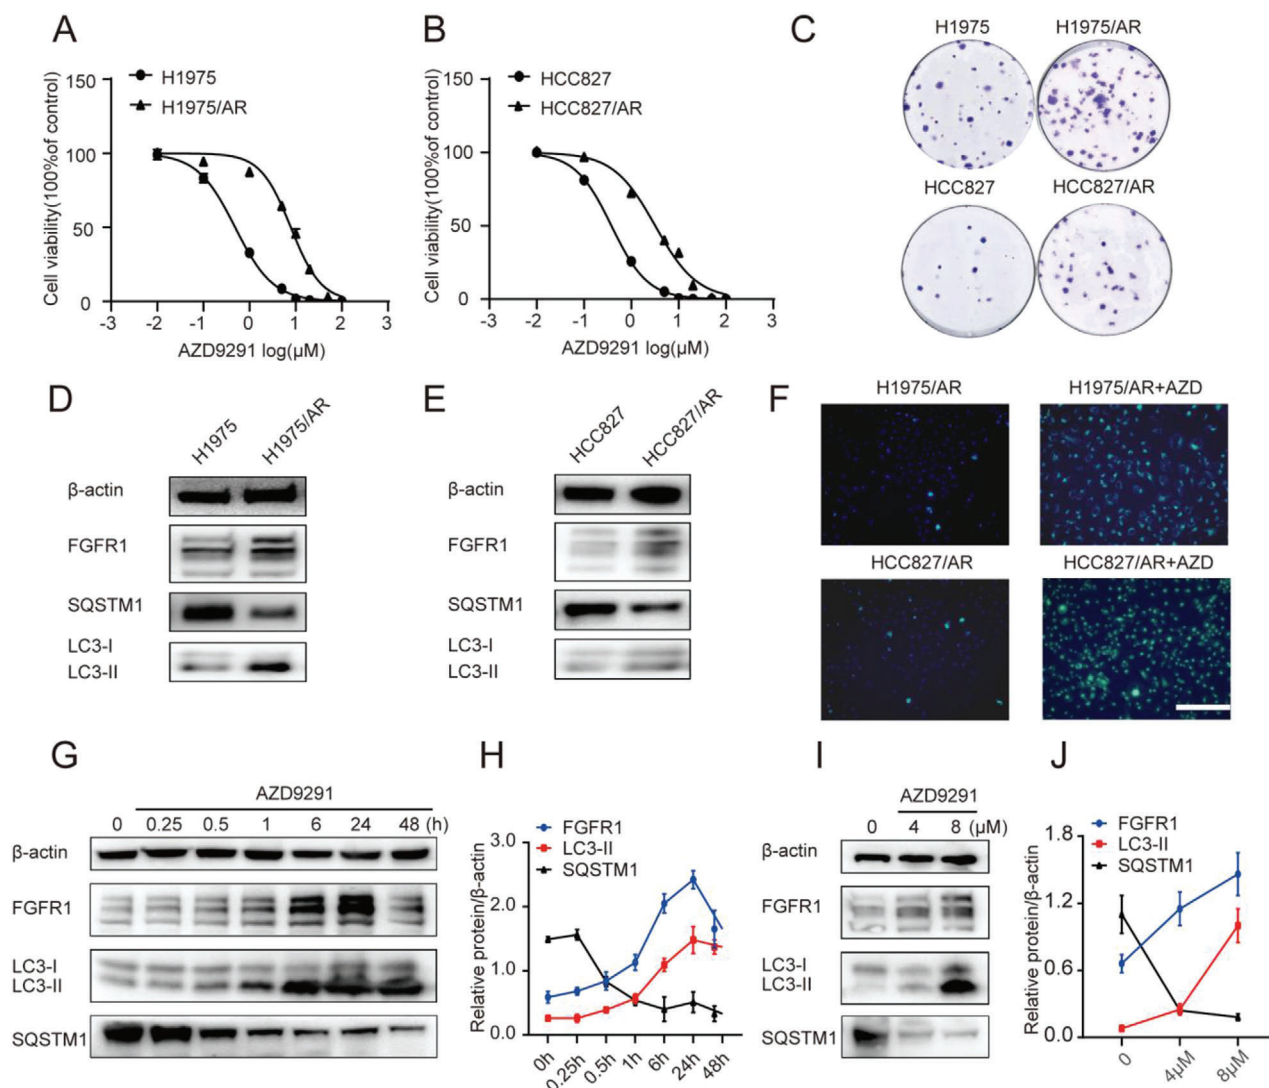 A
H1975
H1975/AR
Cell viability(100%of control)
150
100
50
0
-3 -2 -1 0 1 2 3
AZD9291 log(μM)
B
HCC827
HCC827/AR
Cell viability(100%of control)
150
100
50
0
-3 -2 -1 0 1 2 3
AZD9291 log(μM)
C
H1975
H1975/AR
HCC827
HCC827/AR
D
H1975
H1975/AR
β-actin
FGFR1
SQSTM1
LC3-I
LC3-II
E
HCC827
HCC827/AR
β-actin
FGFR1
SQSTM1
LC3-I
LC3-II
F
H1975/AR
H1975/AR+AZD
HCC827/AR
HCC827/AR+AZD
G
AZD9291
0 0.25 0.5 1 6 24 48 (h)
β-actin
FGFR1
LC3-I
LC3-II
SQSTM1
H
FGFR1
LC3-II
SQSTM1
Relative protein/β-actin
3.0
2.0
1.0
0.0
0h 0.25h 0.5h 1h 6h 24h 48h
I
AZD9291
0 4 8 (μM)
β-actin
FGFR1
LC3-I
LC3-II
SQSTM1
J
FGFR1
LC3-II
SQSTM1
Relative protein/β-actin
1.8
1.2
0.6
0.0
0 4μM 8μM